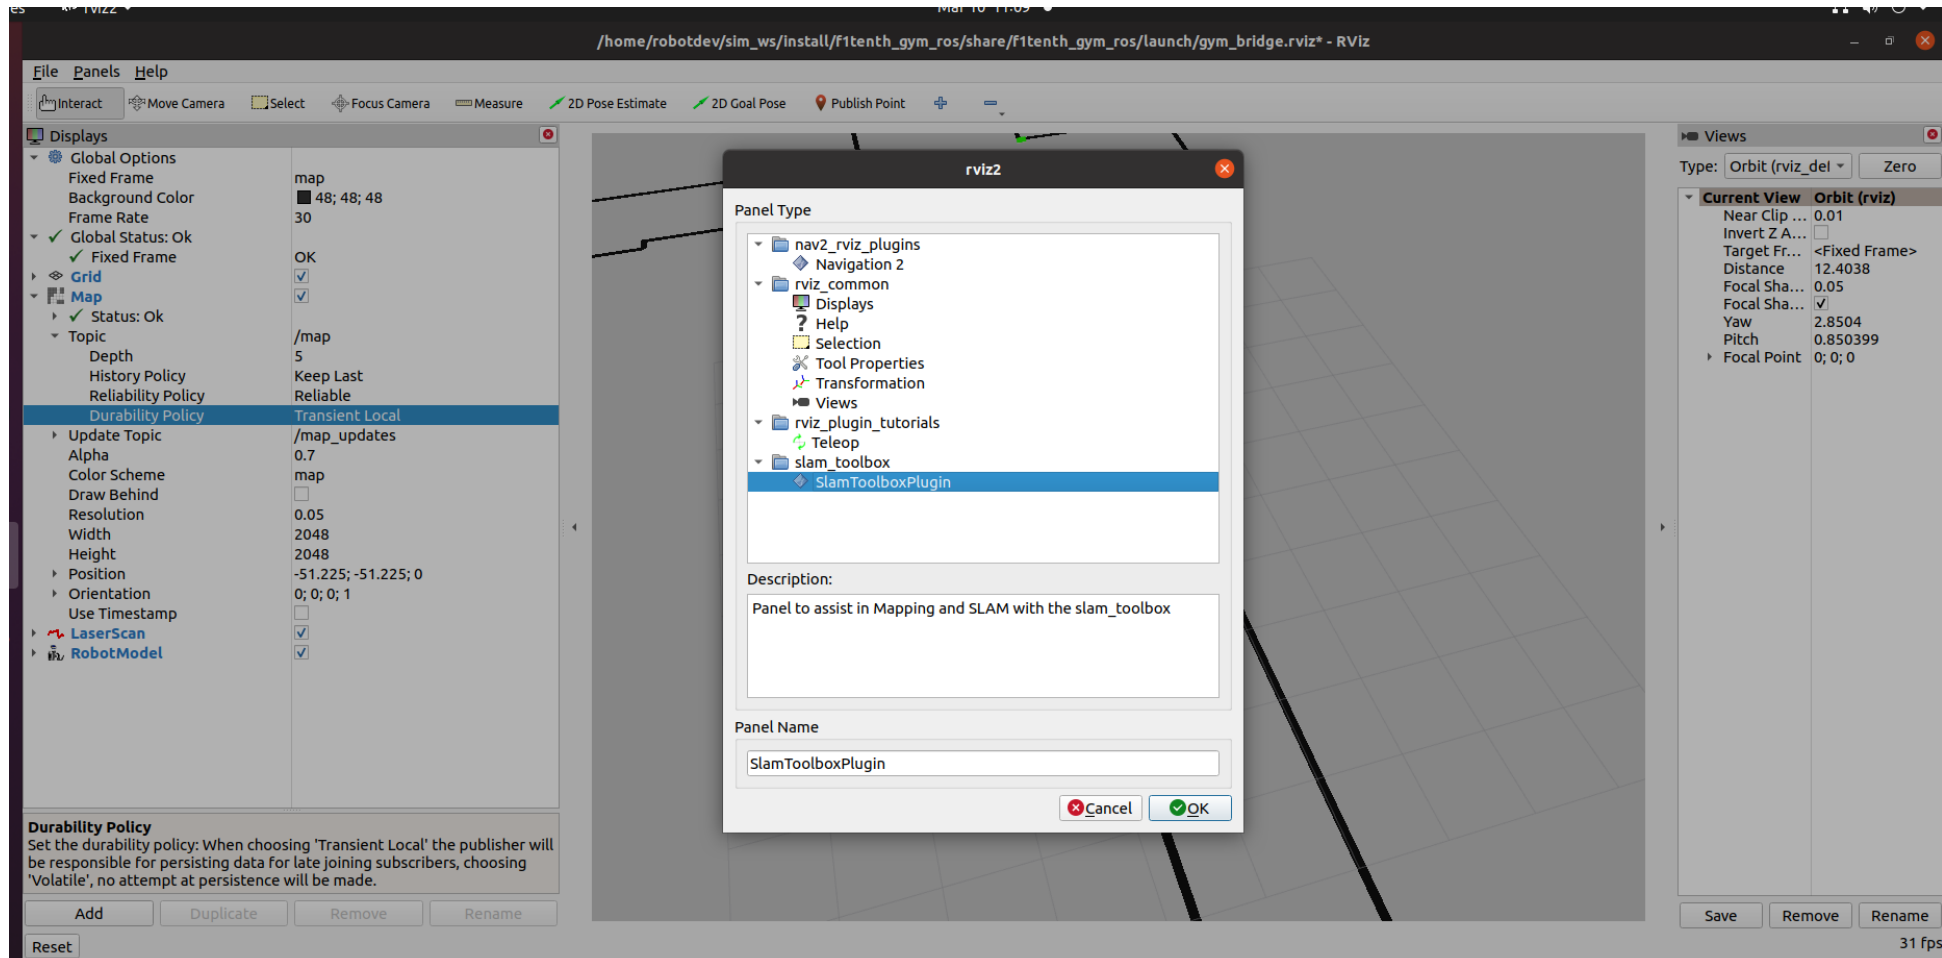 es rviz2 Mar 10 11:09
/home/robotdev/sim_ws/install/f1tenth_gym_ros/share/f1tenth_gym_ros/launch/gym_bridge.rviz* - RViz
File Panels Help
Interact Move Camera Select Focus Camera Measure 2D Pose Estimate 2D Goal Pose Publish Point
Displays
Global Options
Fixed Frame map
Background Color 48; 48; 48
Frame Rate 30
Global Status: Ok
Fixed Frame OK
Grid
Map
Status: Ok
Topic /map
Depth 5
History Policy Keep Last
Reliability Policy Reliable
Durability Policy Transient Local
Update Topic /map_updates
Alpha 0.7
Color Scheme map
Draw Behind
Resolution 0.05
Width 2048
Height 2048
Position -51.225; -51.225; 0
Orientation 0; 0; 0; 1
Use Timestamp
LaserScan
RobotModel
Durability Policy
Set the durability policy: When choosing 'Transient Local' the publisher will
be responsible for persisting data for late joining subscribers, choosing
'Volatile', no attempt at persistence will be made.
Add Duplicate Remove Rename
Reset
rviz2
Panel Type
nav2_rviz_plugins
Navigation 2
rviz_common
Displays
Help
Selection
Tool Properties
Transformation
Views
rviz_plugin_tutorials
Teleop
slam_toolbox
SlamToolboxPlugin
Description:
Panel to assist in Mapping and SLAM with the slam_toolbox
Panel Name
SlamToolboxPlugin
Cancel OK
Views
Type: Orbit (rviz_del Zero
Current View Orbit (rviz)
Near Clip ... 0.01
Invert Z A...
Target Fr... <Fixed Frame>
Distance 12.4038
Focal Sha... 0.05
Focal Sha...
Yaw 2.8504
Pitch 0.850399
Focal Point 0; 0; 0
Save Remove Rename
31 fps